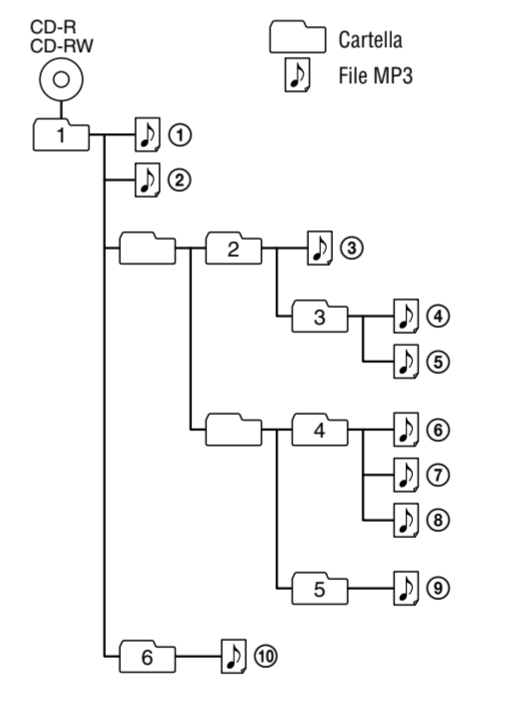 CD-R
CD-RW
Cartella
File MP3
1 ①
②
2 ③
3 ④
⑤
4 ⑥
⑦
⑧
5 ⑨
6 ⑩